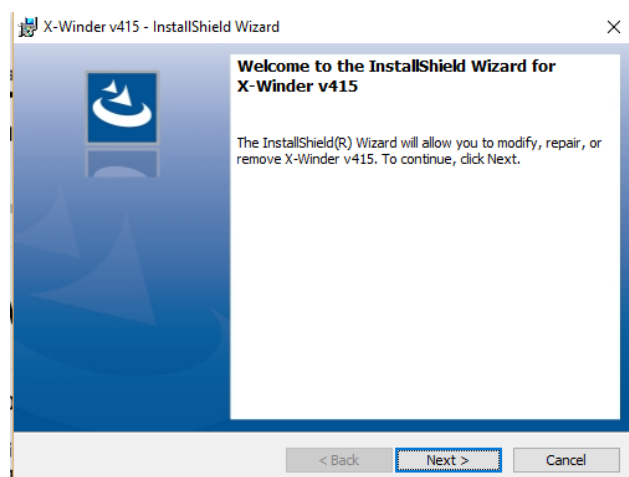 X-Winder v415 - InstallShield Wizard
Welcome to the InstallShield Wizard for
X-Winder v415
The InstallShield(R) Wizard will allow you to modify, repair, or
remove X-Winder v415. To continue, click Next.
< Back
Next >
Cancel